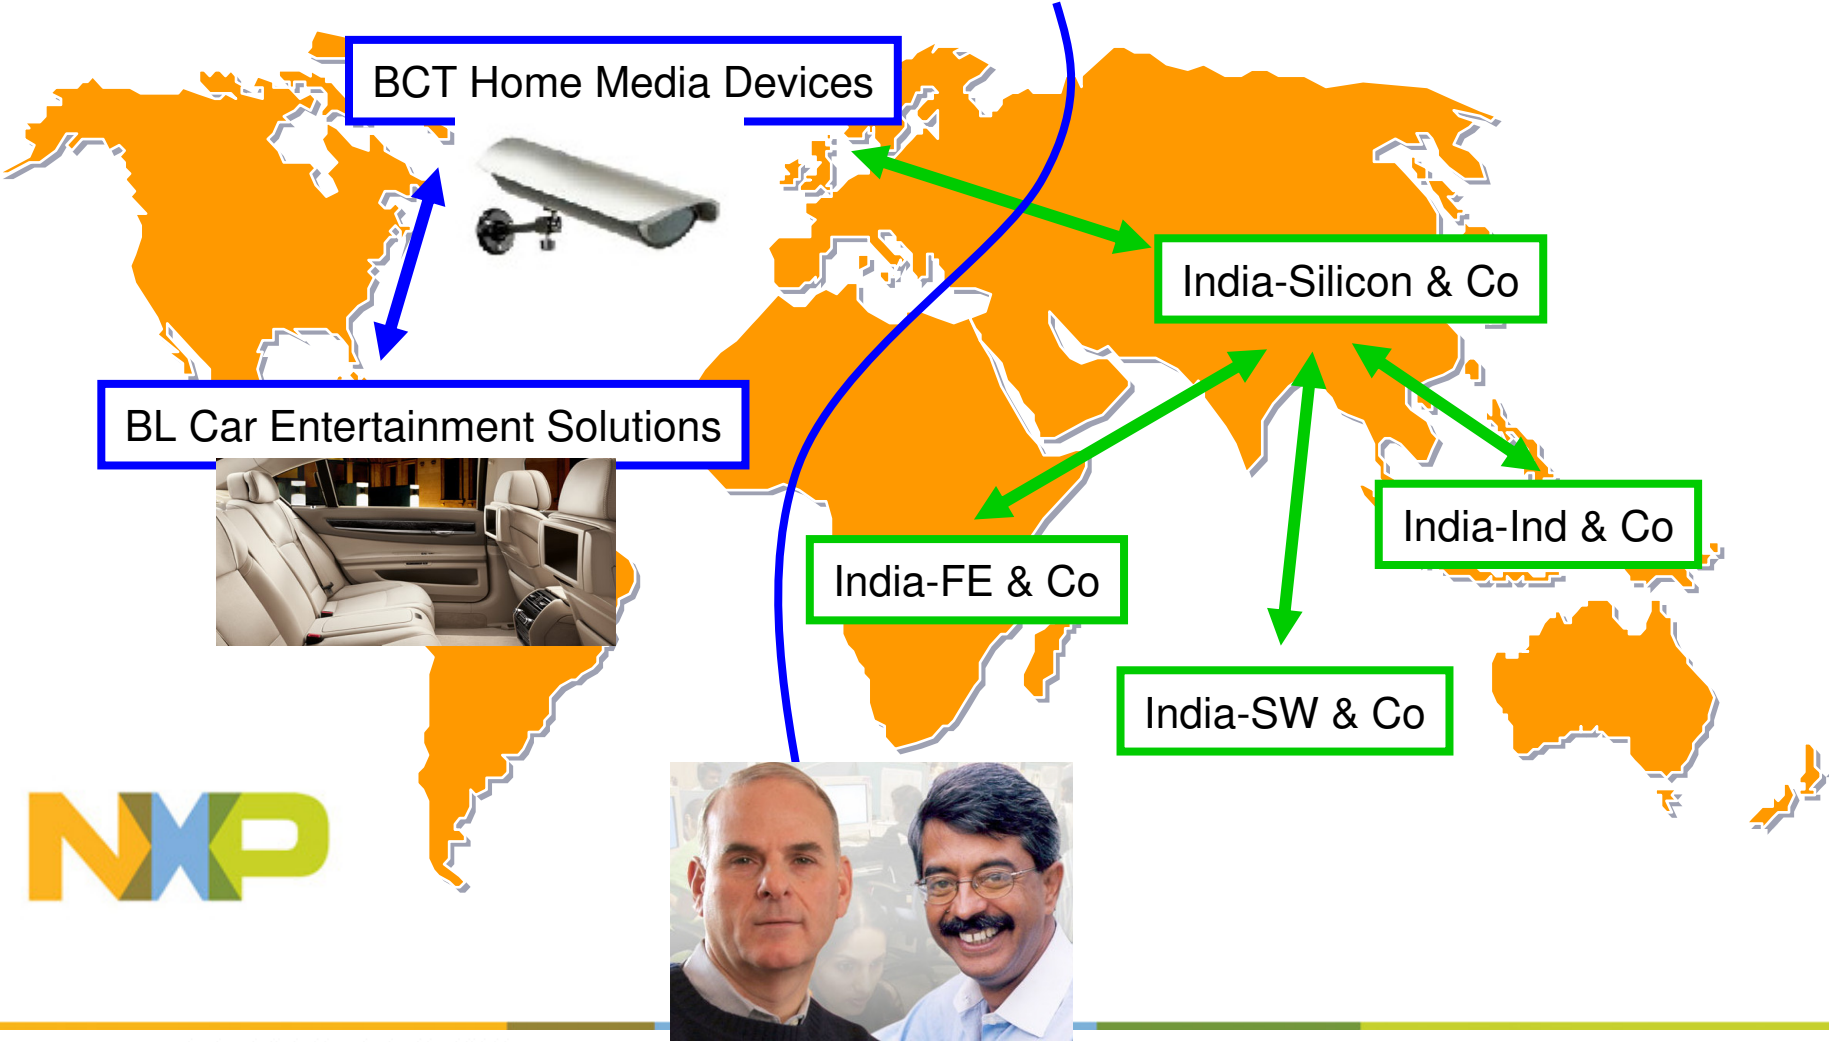 BCT Home Media Devices
India-Silicon & Co
BL Car Entertainment Solutions
India-Ind & Co
India-FE & Co
India-SW & Co
NXP